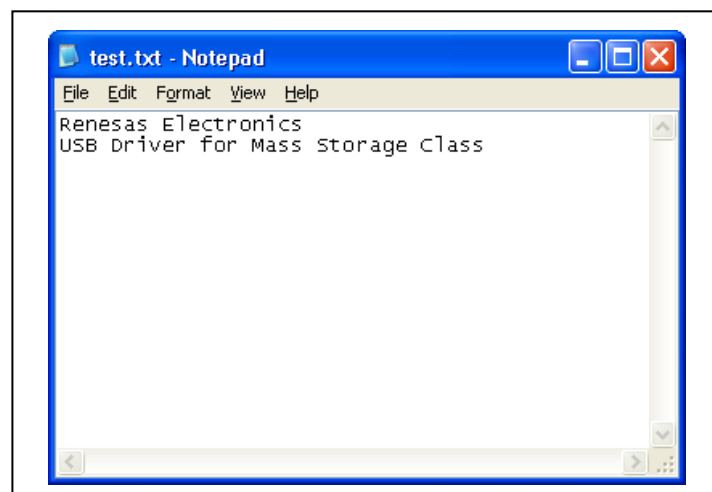 test.txt - Notepad
File Edit Format View Help
Renesas Electronics
USB Driver for Mass Storage Class